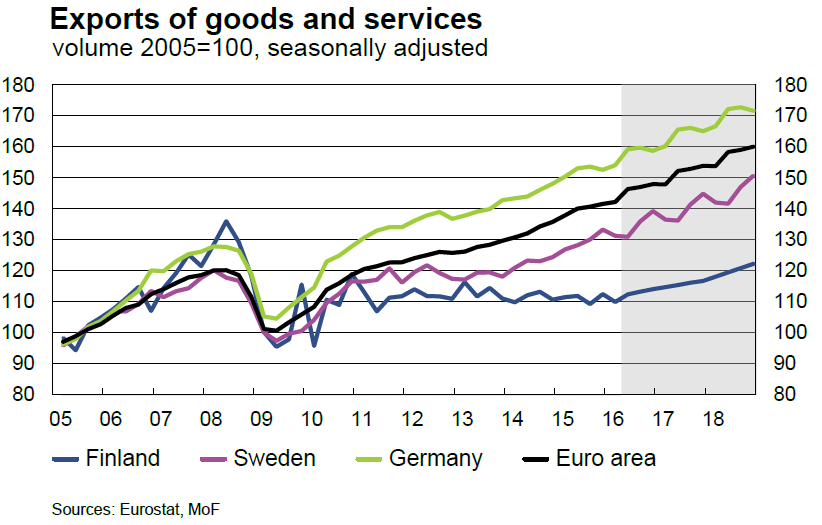 Exports of goods and services
volume 2005=100, seasonally adjusted
180 180
170 170
160 160
150 150
140 140
130 130
120 120
110 110
100 100
90 90
80 80
05 06 07 08 09 10 11 12 13 14 15 16 17 18
Finland Sweden Germany Euro area
Sources: Eurostat, MoF